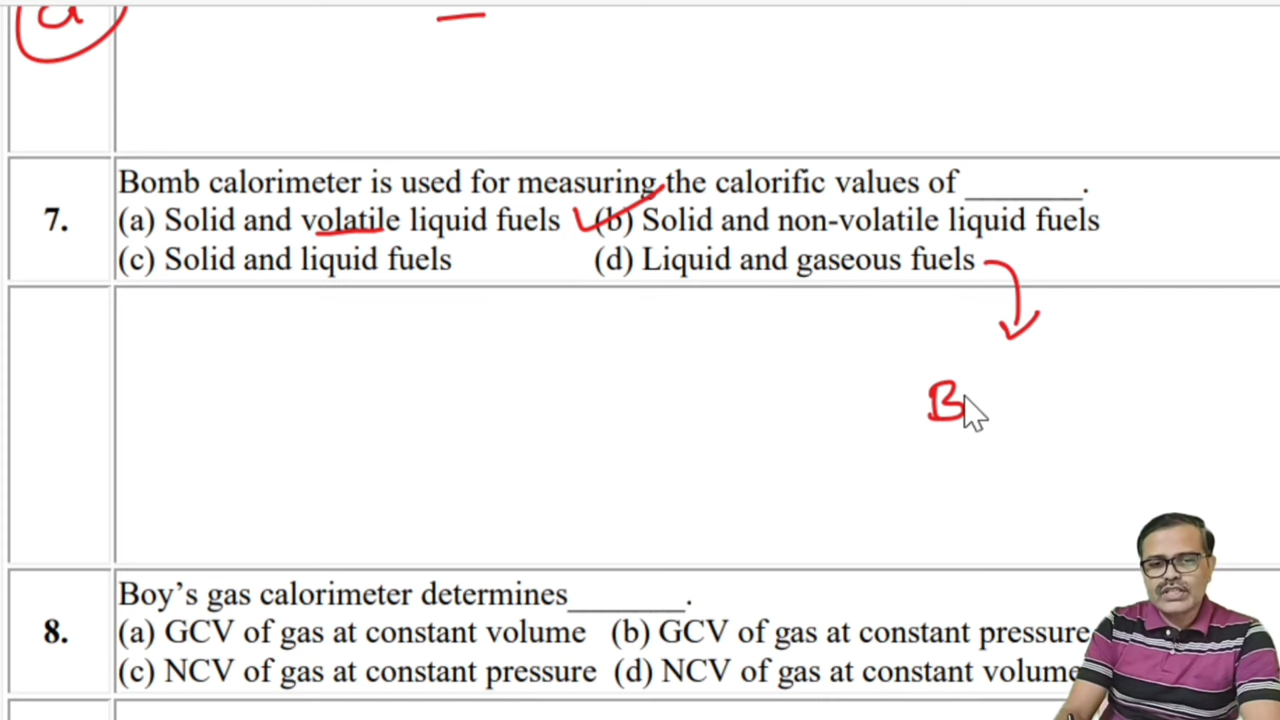 a
7.
Bomb calorimeter is used for measuring the calorific values of _______.
(a) Solid and volatile liquid fuels (b) Solid and non-volatile liquid fuels
(c) Solid and liquid fuels (d) Liquid and gaseous fuels
B
8.
Boy's gas calorimeter determines_______.
(a) GCV of gas at constant volume (b) GCV of gas at constant pressure
(c) NCV of gas at constant pressure (d) NCV of gas at constant volume